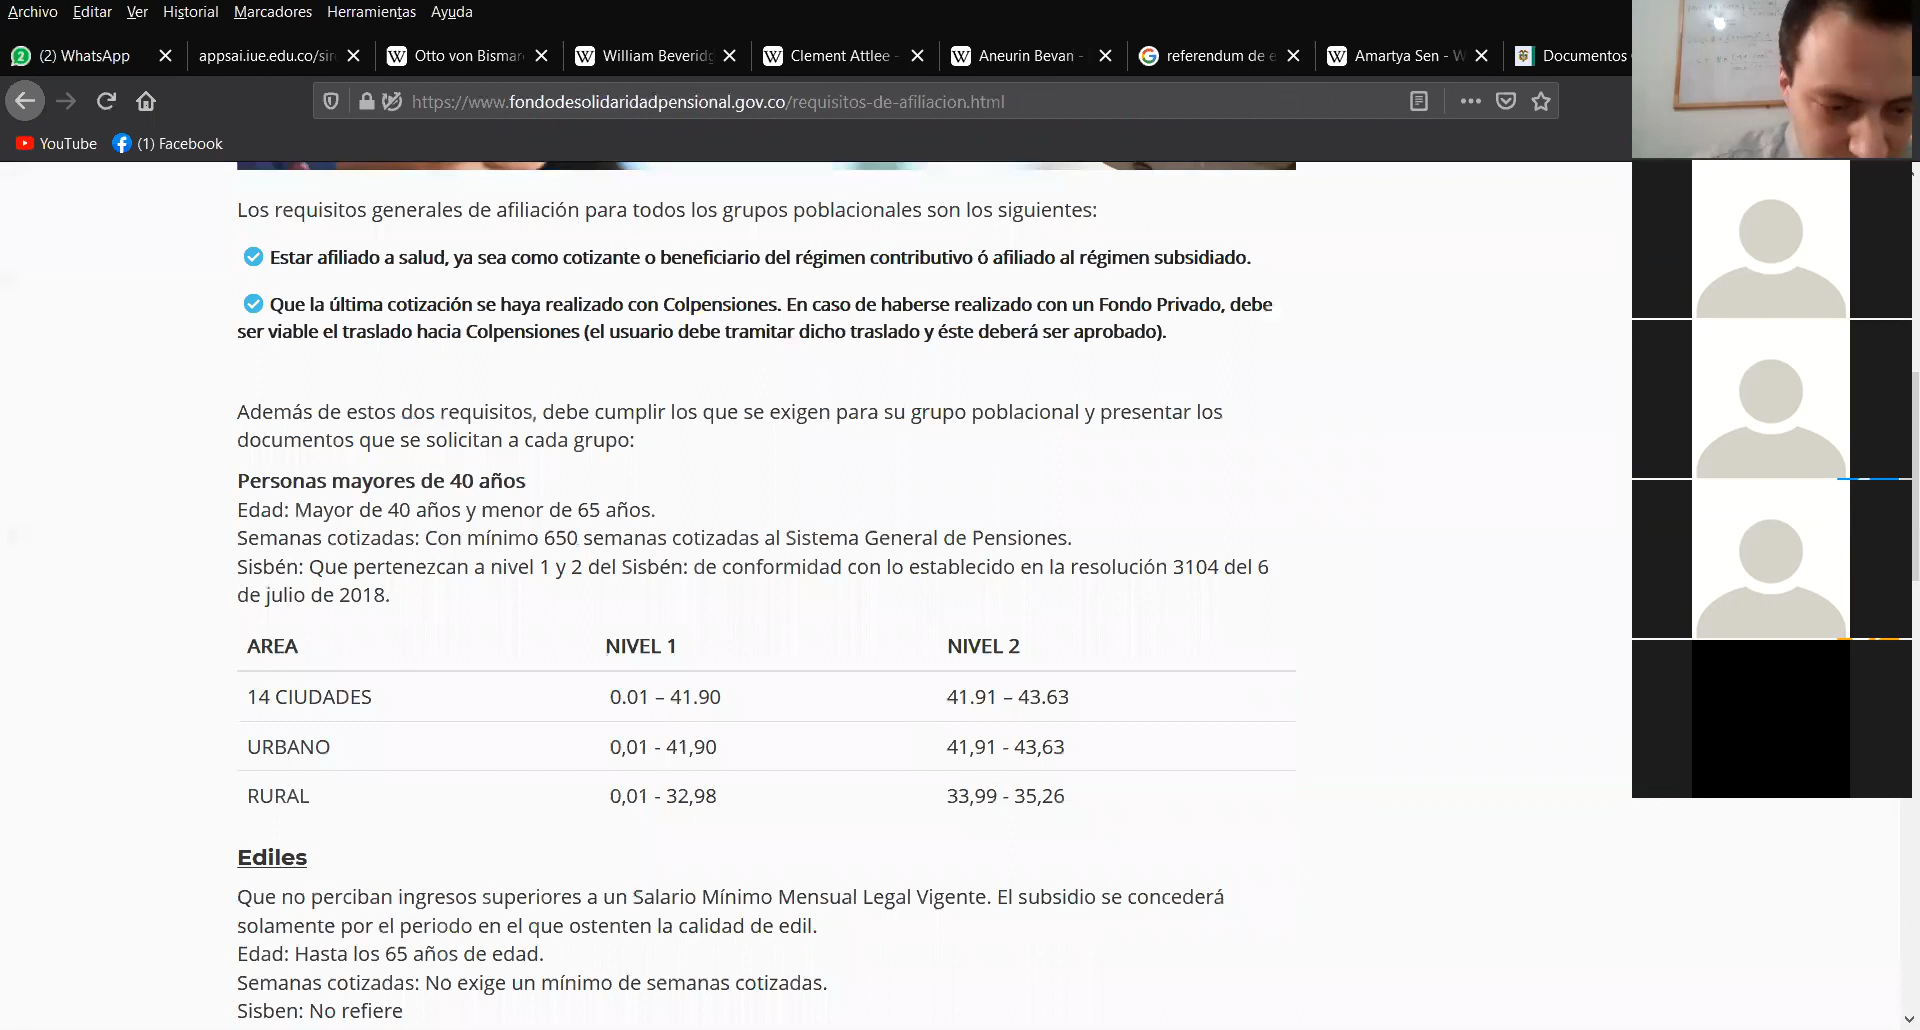 Archivo Editar Ver Historial Marcadores Herramientas Ayuda
2 (2) WhatsApp
appsai.iue.edu.co/sir
W Otto von Bismar
W William Beveridg
W Clement Attlee -
W Aneurin Bevan -
G referendum de e
W Amartya Sen - W
Documentos
https://www.fondodesolidaridadpensional.gov.co/requisitos-de-afiliacion.html
YouTube (1) Facebook
Los requisitos generales de afiliación para todos los grupos poblacionales son los siguientes:
Estar afiliado a salud, ya sea como cotizante o beneficiario del régimen contributivo ó afiliado al régimen subsidiado.
Que la última cotización se haya realizado con Colpensiones. En caso de haberse realizado con un Fondo Privado, debe
ser viable el traslado hacia Colpensiones (el usuario debe tramitar dicho traslado y éste deberá ser aprobado).
Además de estos dos requisitos, debe cumplir los que se exigen para su grupo poblacional y presentar los
documentos que se solicitan a cada grupo:
Personas mayores de 40 años
Edad: Mayor de 40 años y menor de 65 años.
Semanas cotizadas: Con mínimo 650 semanas cotizadas al Sistema General de Pensiones.
Sisbén: Que pertenezcan a nivel 1 y 2 del Sisbén: de conformidad con lo establecido en la resolución 3104 del 6
de julio de 2018.
AREA NIVEL 1 NIVEL 2
14 CIUDADES 0.01 – 41.90 41.91 – 43.63
URBANO 0,01 - 41,90 41,91 - 43,63
RURAL 0,01 - 32,98 33,99 - 35,26
Ediles
Que no perciban ingresos superiores a un Salario Mínimo Mensual Legal Vigente. El subsidio se concederá
solamente por el periodo en el que ostenten la calidad de edil.
Edad: Hasta los 65 años de edad.
Semanas cotizadas: No exige un mínimo de semanas cotizadas.
Sisben: No refiere